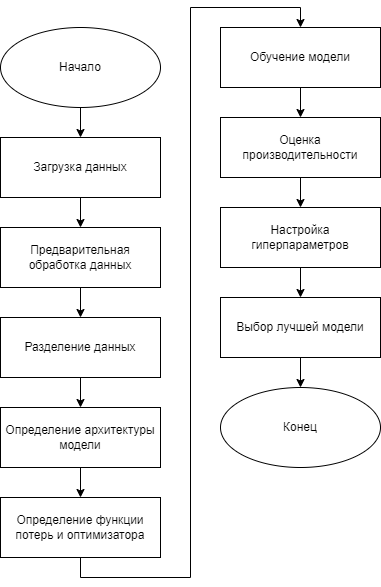 Начало
Загрузка данных
Предварительная
обработка данных
Разделение данных
Определение архитектуры
модели
Определение функции
потерь и оптимизатора
Обучение модели
Оценка
производительности
Настройка
гиперпараметров
Выбор лучшей модели
Конец